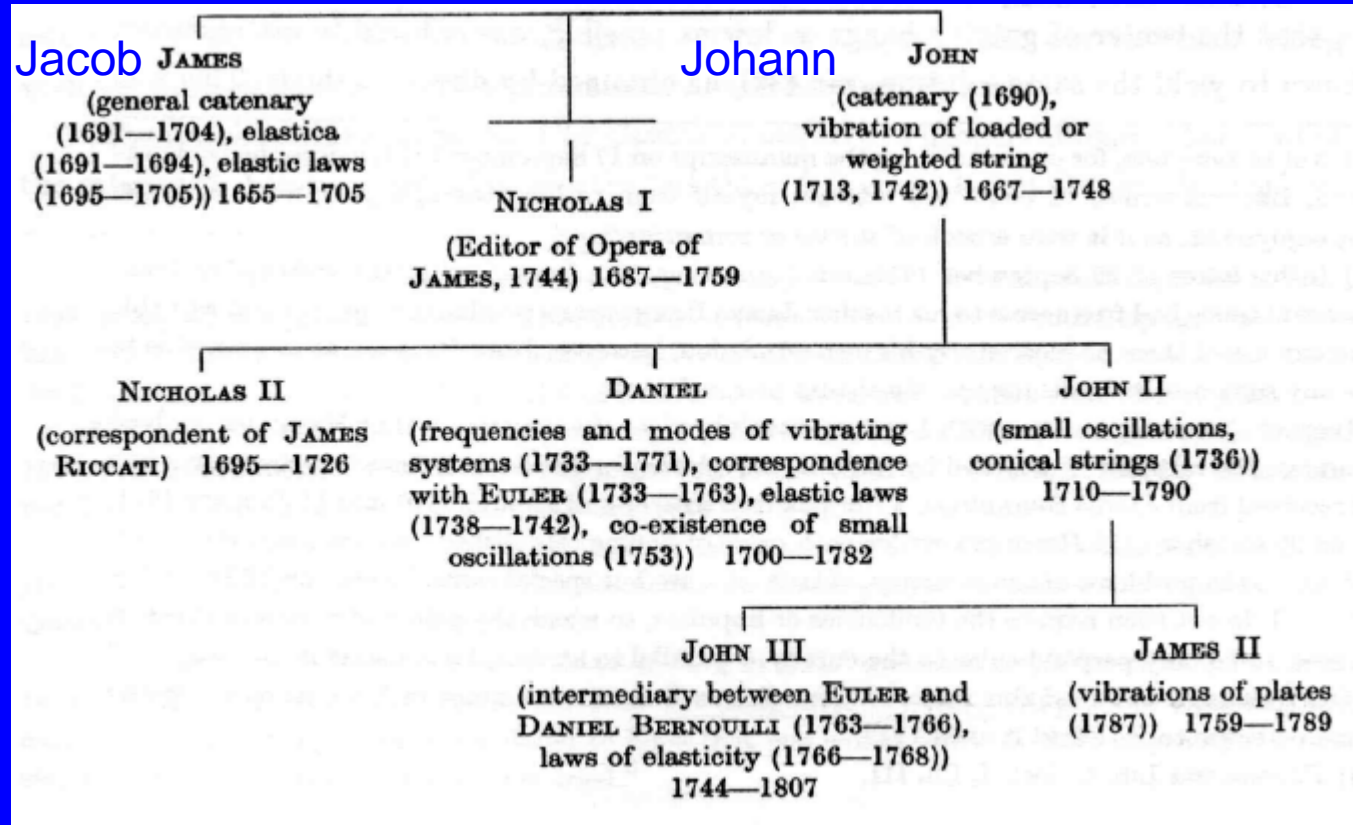 Jacob JAMES
(general catenary
(1691—1704), elastica
(1691—1694), elastic laws
(1695—1705)) 1655—1705
Johann JOHN
(catenary (1690),
vibration of loaded or
weighted string
(1713, 1742)) 1667—1748
NICHOLAS I
(Editor of Opera of
JAMES, 1744) 1687—1759
NICHOLAS II
(correspondent of JAMES
RICCATI) 1695—1726
DANIEL
(frequencies and modes of vibrating
systems (1733—1771), correspondence
with EULER (1733—1763), elastic laws
(1738—1742), co-existence of small
oscillations (1753)) 1700—1782
JOHN II
(small oscillations,
conical strings (1736))
1710—1790
JOHN III
(intermediary between EULER and
DANIEL BERNOULLI (1763—1766),
laws of elasticity (1766—1768))
1744—1807
JAMES II
(vibrations of plates
(1787)) 1759—1789